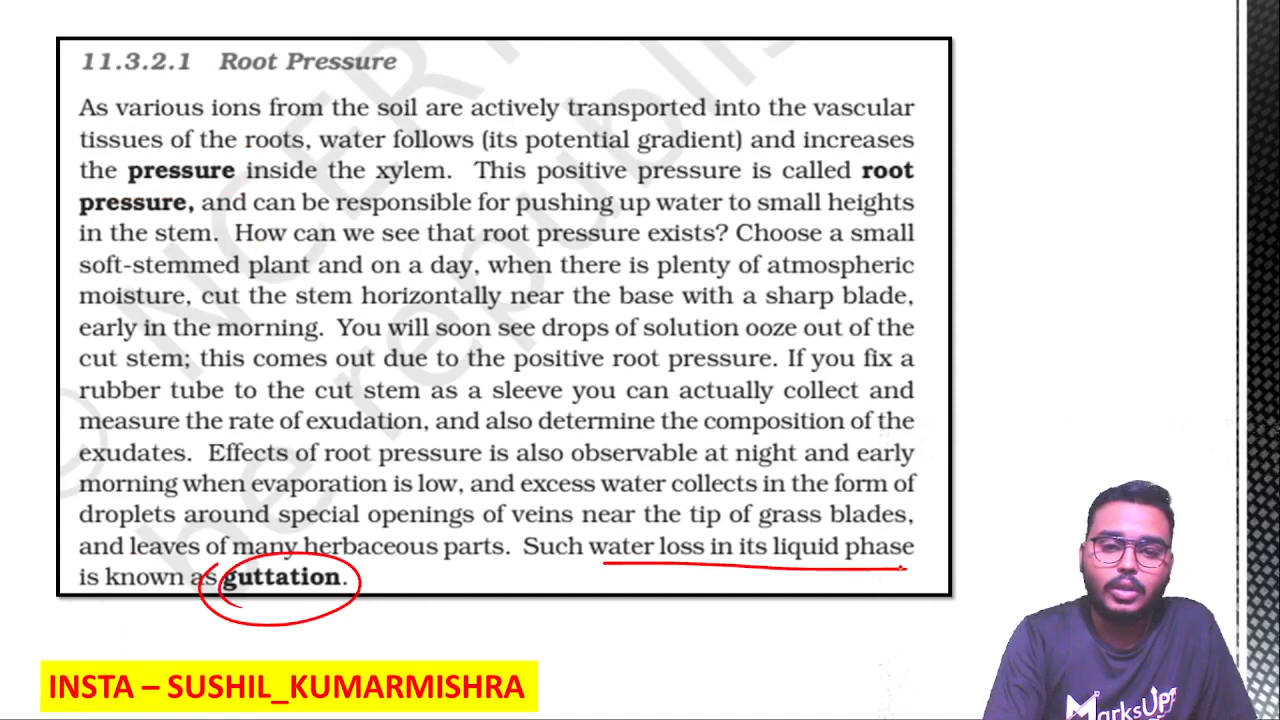 11.3.2.1 Root Pressure
As various ions from the soil are actively transported into the vascular
tissues of the roots, water follows (its potential gradient) and increases
the pressure inside the xylem. This positive pressure is called root
pressure, and can be responsible for pushing up water to small heights
in the stem. How can we see that root pressure exists? Choose a small
soft-stemmed plant and on a day, when there is plenty of atmospheric
moisture, cut the stem horizontally near the base with a sharp blade,
early in the morning. You will soon see drops of solution ooze out of the
cut stem; this comes out due to the positive root pressure. If you fix a
rubber tube to the cut stem as a sleeve you can actually collect and
measure the rate of exudation, and also determine the composition of the
exudates. Effects of root pressure is also observable at night and early
morning when evaporation is low, and excess water collects in the form of
droplets around special openings of veins near the tip of grass blades,
and leaves of many herbaceous parts. Such water loss in its liquid phase
is known as guttation.
INSTA – SUSHIL_KUMARMISHRA
MarksUP